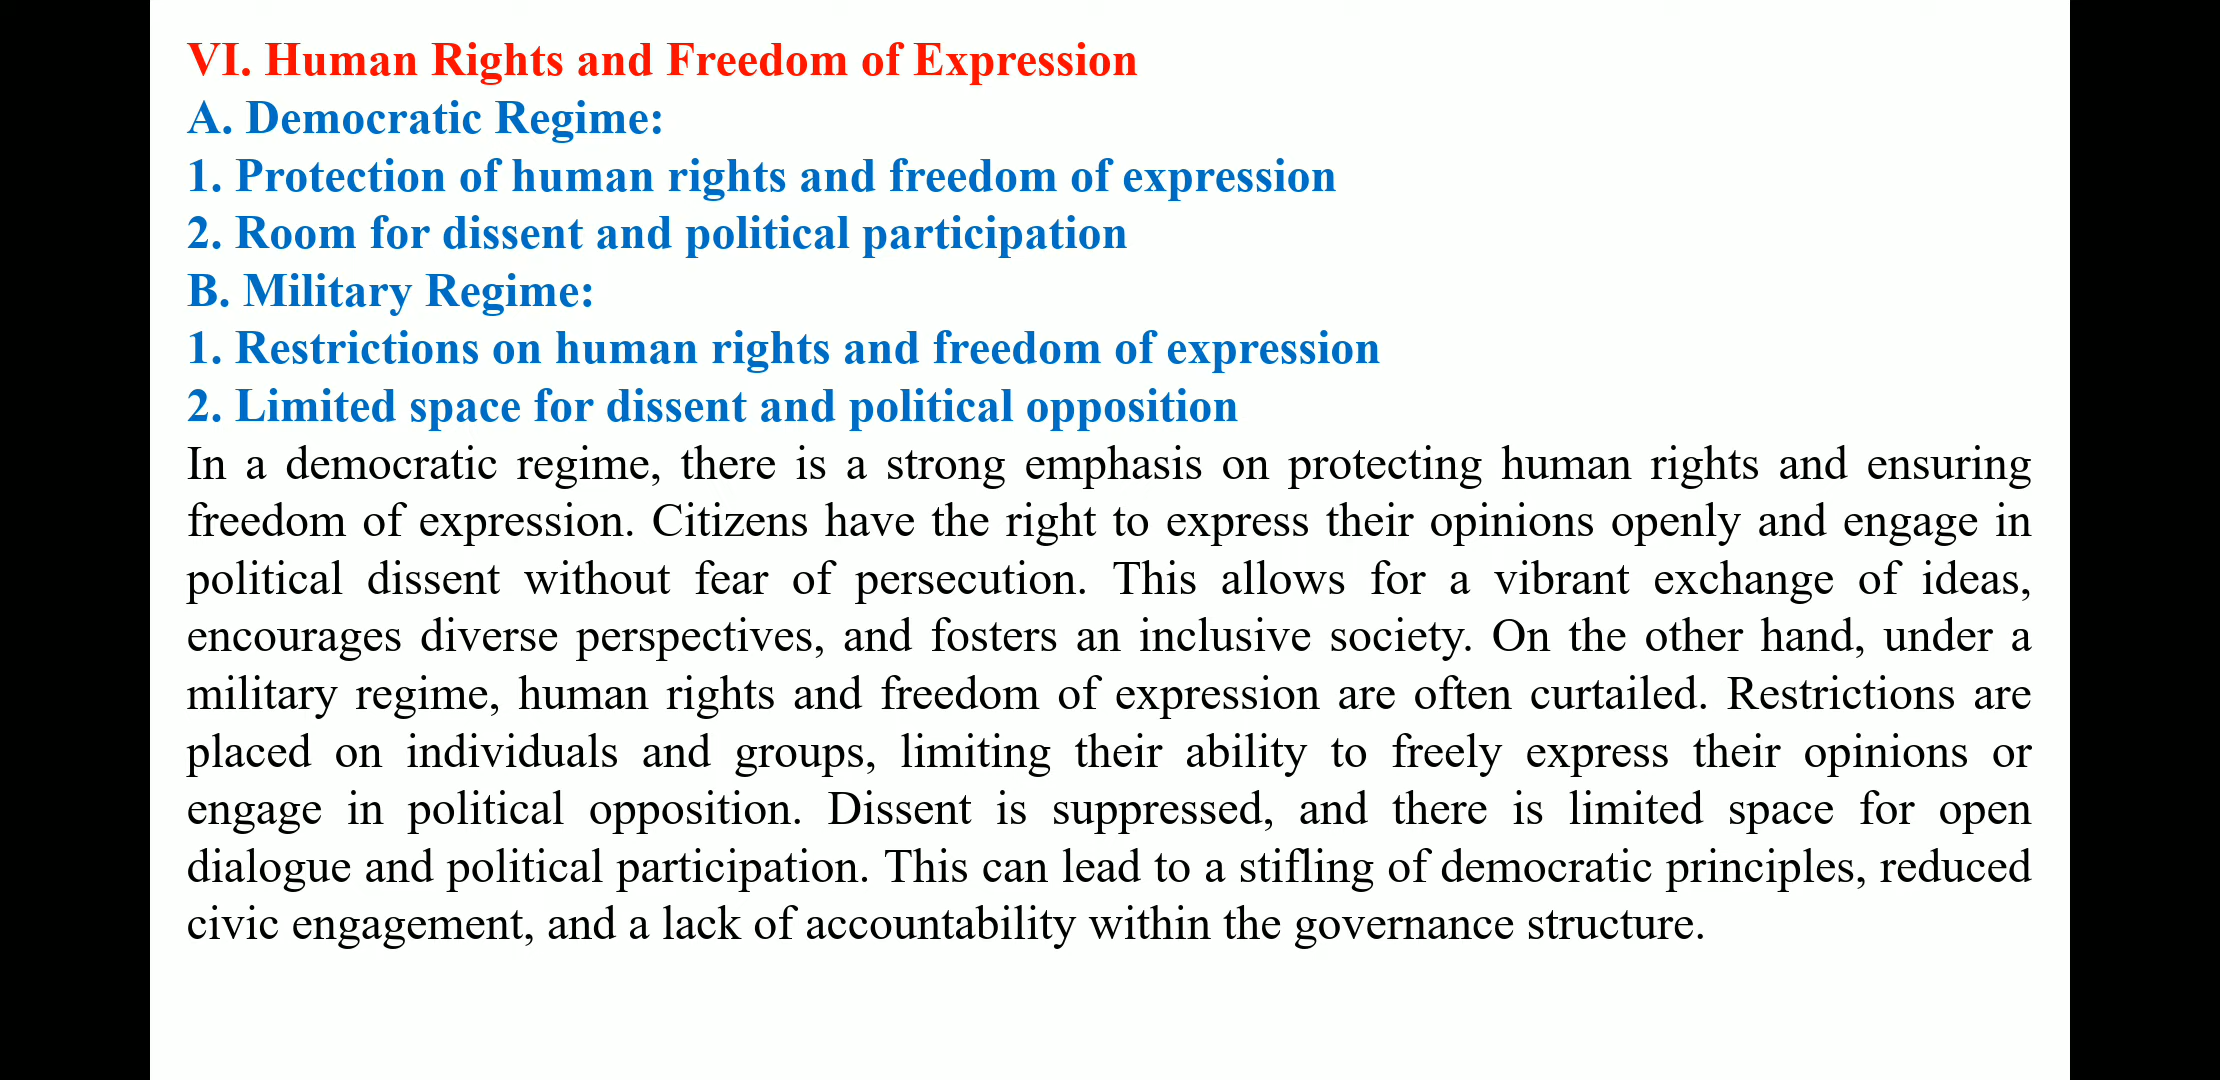 VI. Human Rights and Freedom of Expression
A. Democratic Regime:
1. Protection of human rights and freedom of expression
2. Room for dissent and political participation
B. Military Regime:
1. Restrictions on human rights and freedom of expression
2. Limited space for dissent and political opposition
In a democratic regime, there is a strong emphasis on protecting human rights and ensuring
freedom of expression. Citizens have the right to express their opinions openly and engage in
political dissent without fear of persecution. This allows for a vibrant exchange of ideas,
encourages diverse perspectives, and fosters an inclusive society. On the other hand, under a
military regime, human rights and freedom of expression are often curtailed. Restrictions are
placed on individuals and groups, limiting their ability to freely express their opinions or
engage in political opposition. Dissent is suppressed, and there is limited space for open
dialogue and political participation. This can lead to a stifling of democratic principles, reduced
civic engagement, and a lack of accountability within the governance structure.